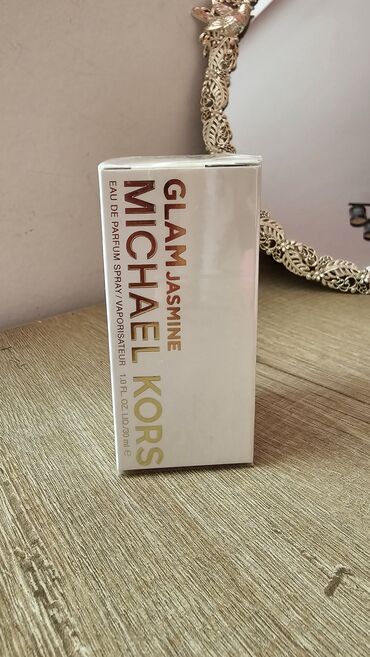 GLAM JASMINE
MICHAEL KORS
EAU DE PARFUM SPRAY/VAPORISATEUR 1.0 FL. OZ. LIQ./30 ml ℮